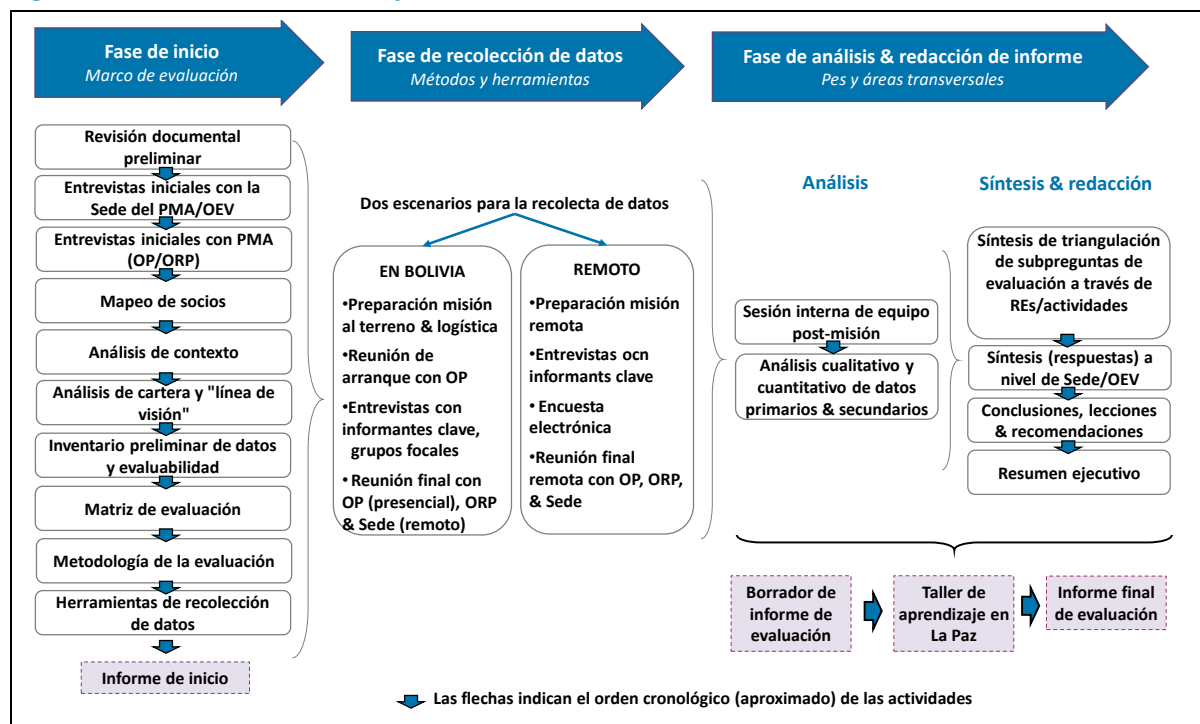 Fase de inicio
Marco de evaluación
Fase de recolección de datos
Métodos y herramientas
Fase de análisis & redacción de informe
Pes y áreas transversales
Revisión documental
preliminar
Entrevistas iniciales con la
Sede del PMA/OEV
Entrevistas iniciales con PMA
(OP/ORP)
Mapeo de socios
Análisis de contexto
Análisis de cartera y "línea de
visión"
Inventario preliminar de datos
y evaluabilidad
Matriz de evaluación
Metodología de la evaluación
Herramientas de recolección
de datos
Informe de inicio
Dos escenarios para la recolecta de datos
EN BOLIVIA
•Preparación misión
al terreno & logística
•Reunión de
arranque con OP
•Entrevistas con
informantes clave,
grupos focales
•Reunión final con
OP (presencial), ORP
& Sede (remoto)
REMOTO
•Preparación misión
remota
•Entrevistas ocn
informants clave
•Encuesta
electrónica
•Reunión final
remota con OP, ORP,
& Sede
Análisis
Sesión interna de equipo
post-misión
Análisis cualitativo y
cuantitativo de datos
primarios & secundarios
Síntesis & redacción
Síntesis de triangulación
de subpreguntas de
evaluación a través de
REs/actividades
Síntesis (respuestas) a
nivel de Sede/OEV
Conclusiones, lecciones
& recomendaciones
Resumen ejecutivo
Borrador de
informe de
evaluación
Taller de
aprendizaje en
La Paz
Informe final
de evaluación
Las flechas indican el orden cronológico (aproximado) de las actividades